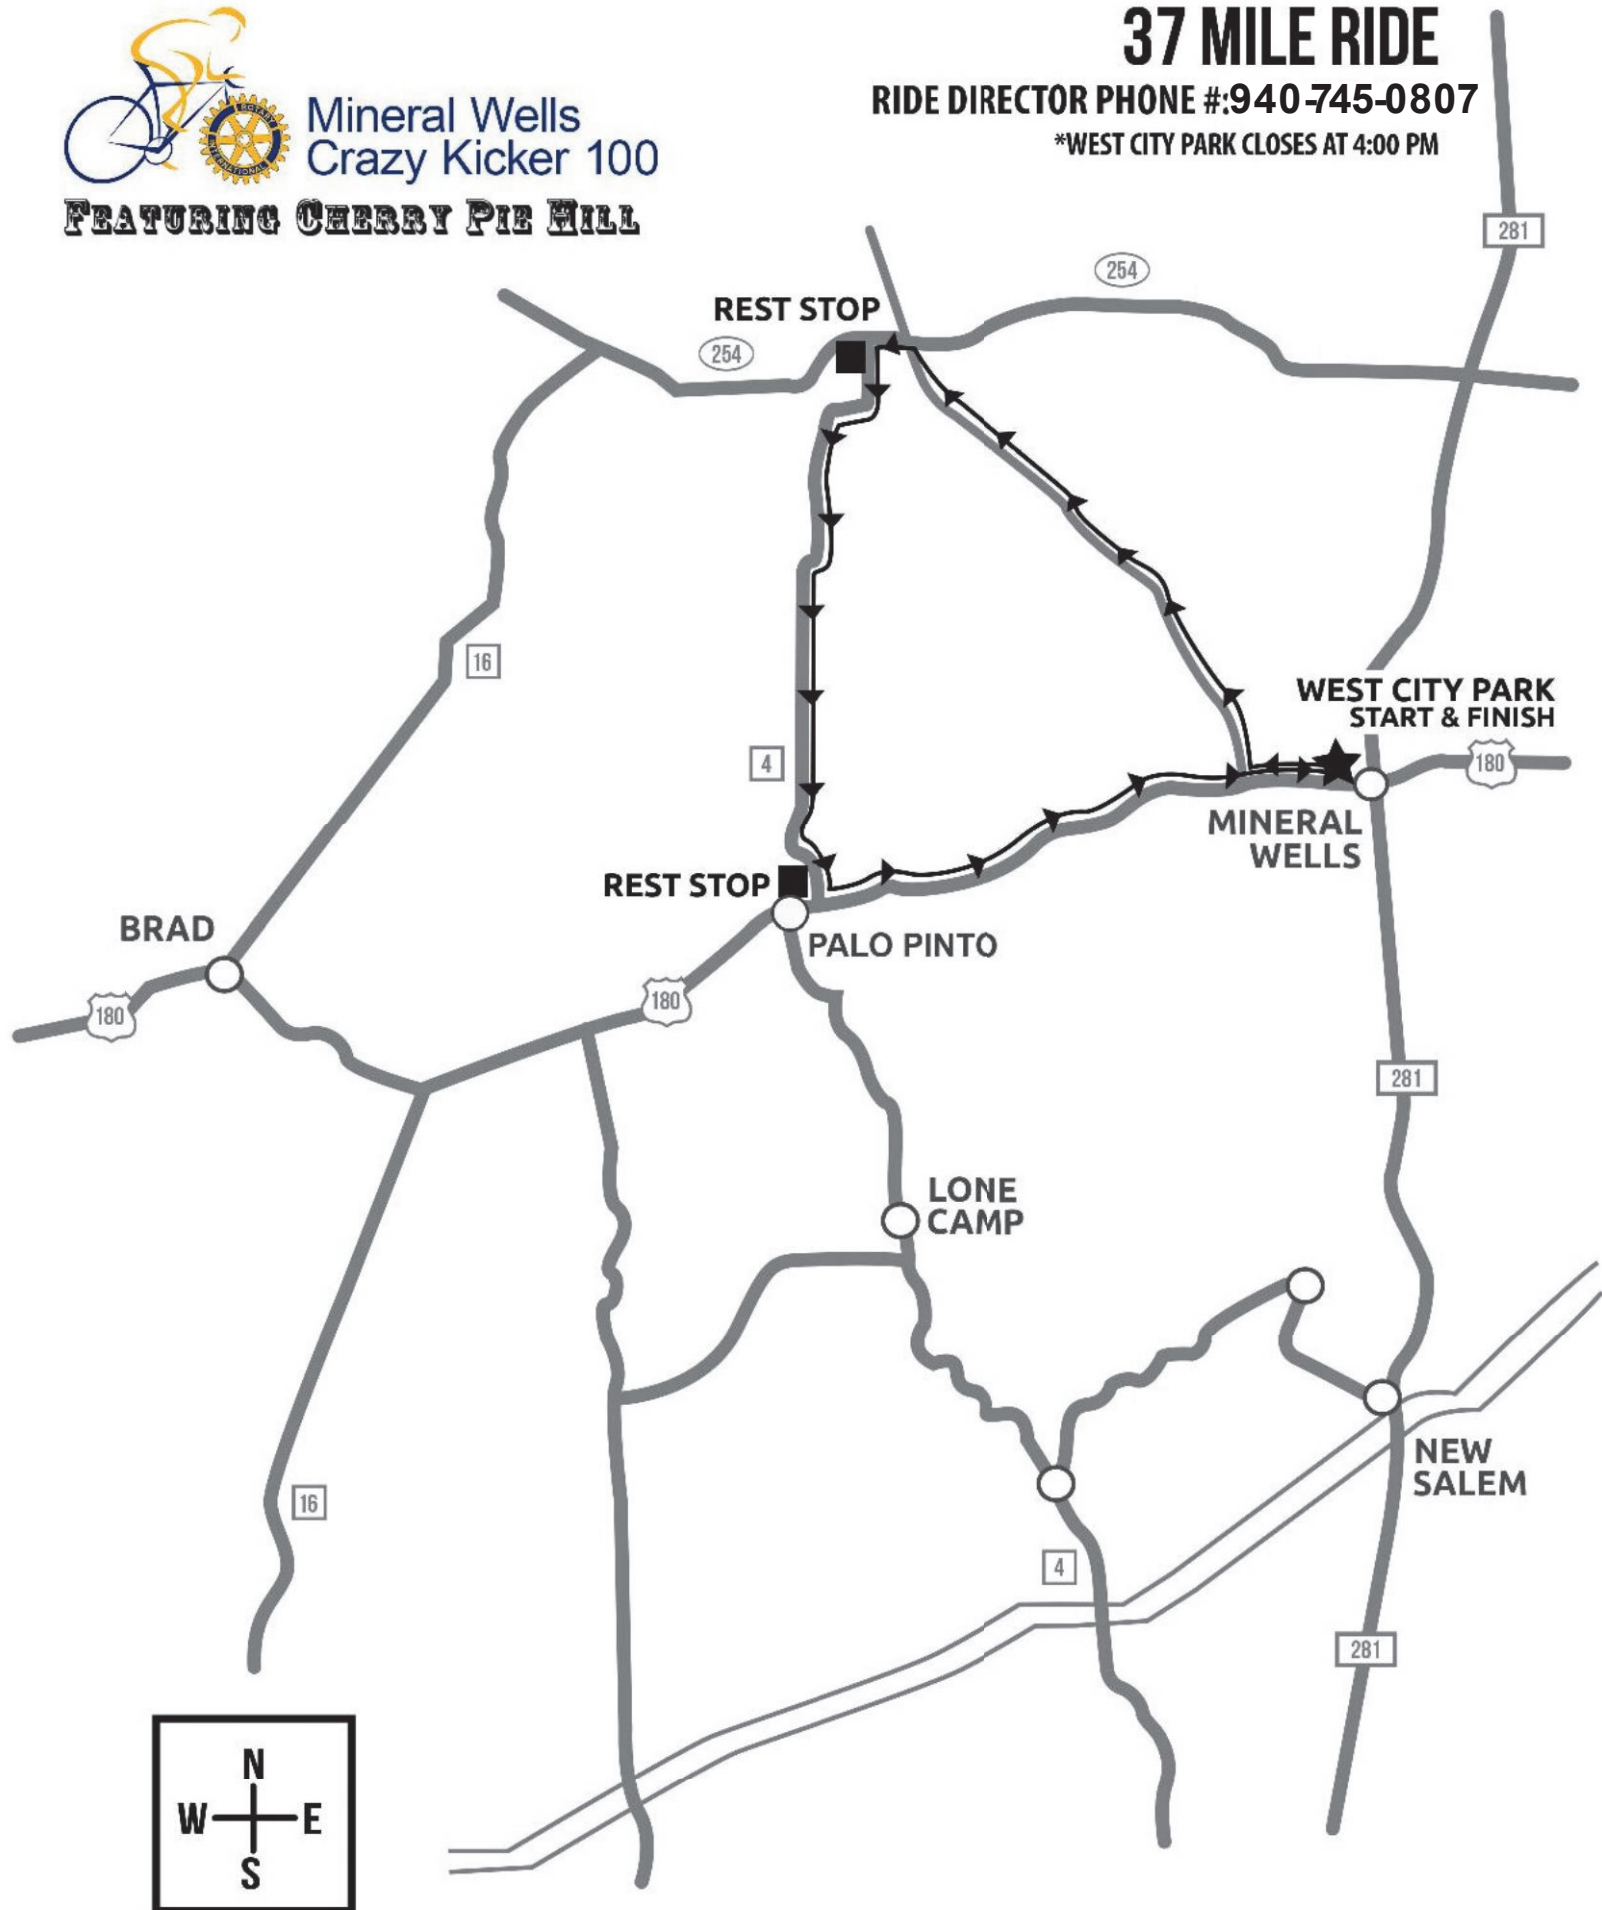 37 MILE RIDE
RIDE DIRECTOR PHONE #:940-745-0807
*WEST CITY PARK CLOSES AT 4:00 PM
ROTARY
INTERNATIONAL
Mineral Wells
Crazy Kicker 100
FEATURING CHERRY PIE HILL
281
254
REST STOP
254
16
WEST CITY PARK
START & FINISH
4
180
MINERAL
WELLS
REST STOP
BRAD
PALO PINTO
180
180
281
LONE
CAMP
NEW
SALEM
16
4
281
N
W E
S